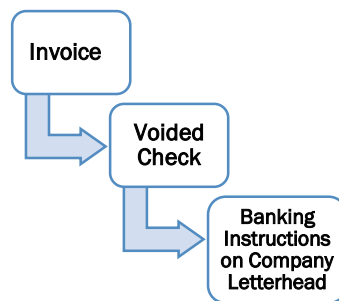 Invoice
Voided
Check
Banking
Instructions
on Company
Letterhead